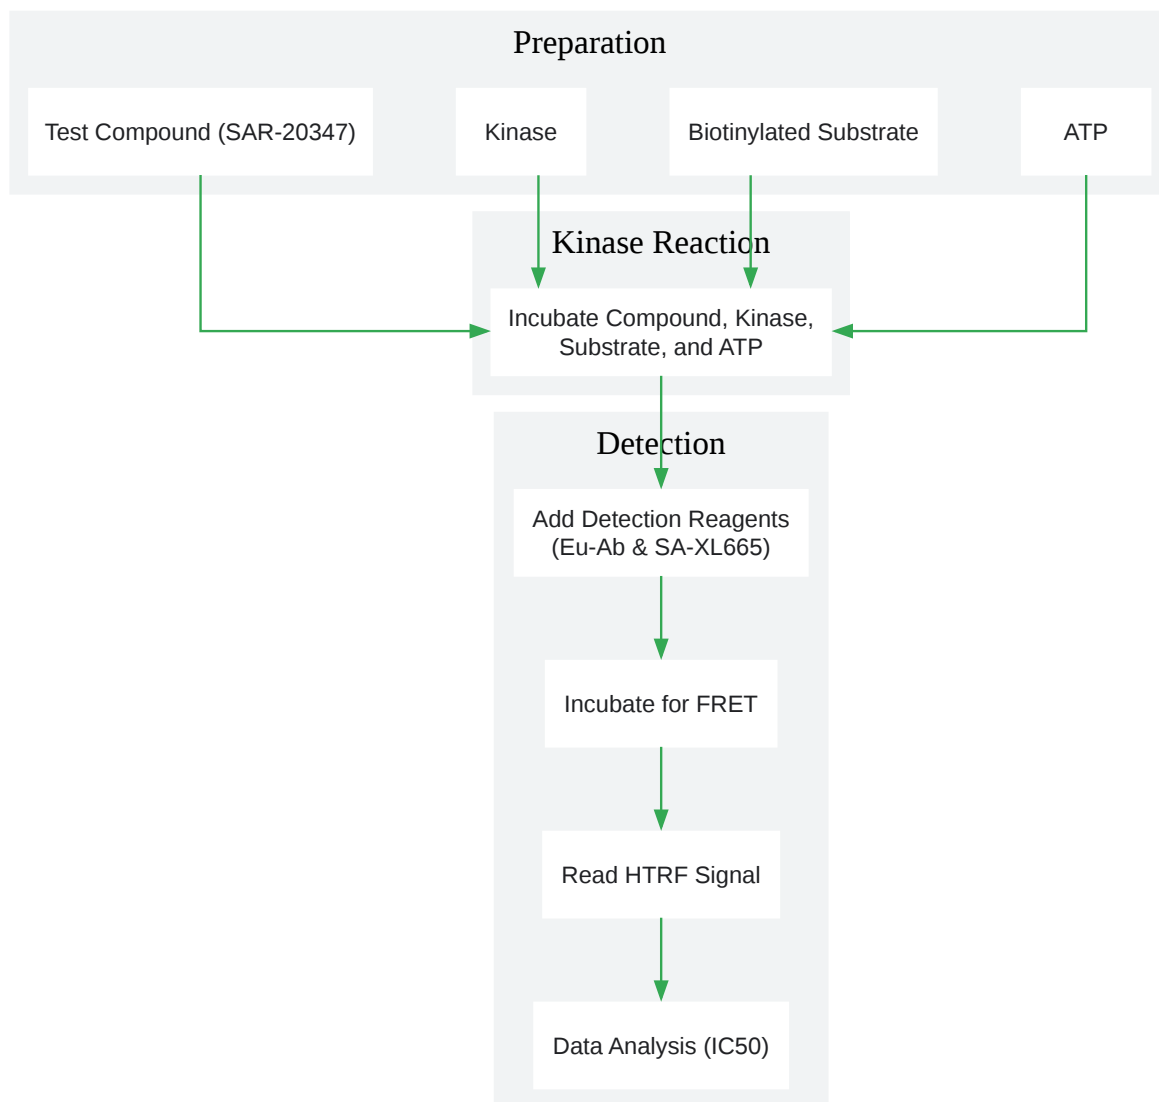 Preparation
Test Compound (SAR-20347)
Kinase
Biotinylated Substrate
ATP
Kinase Reaction
Incubate Compound, Kinase,
Substrate, and ATP
Detection
Add Detection Reagents
(Eu-Ab & SA-XL665)
Incubate for FRET
Read HTRF Signal
Data Analysis (IC50)